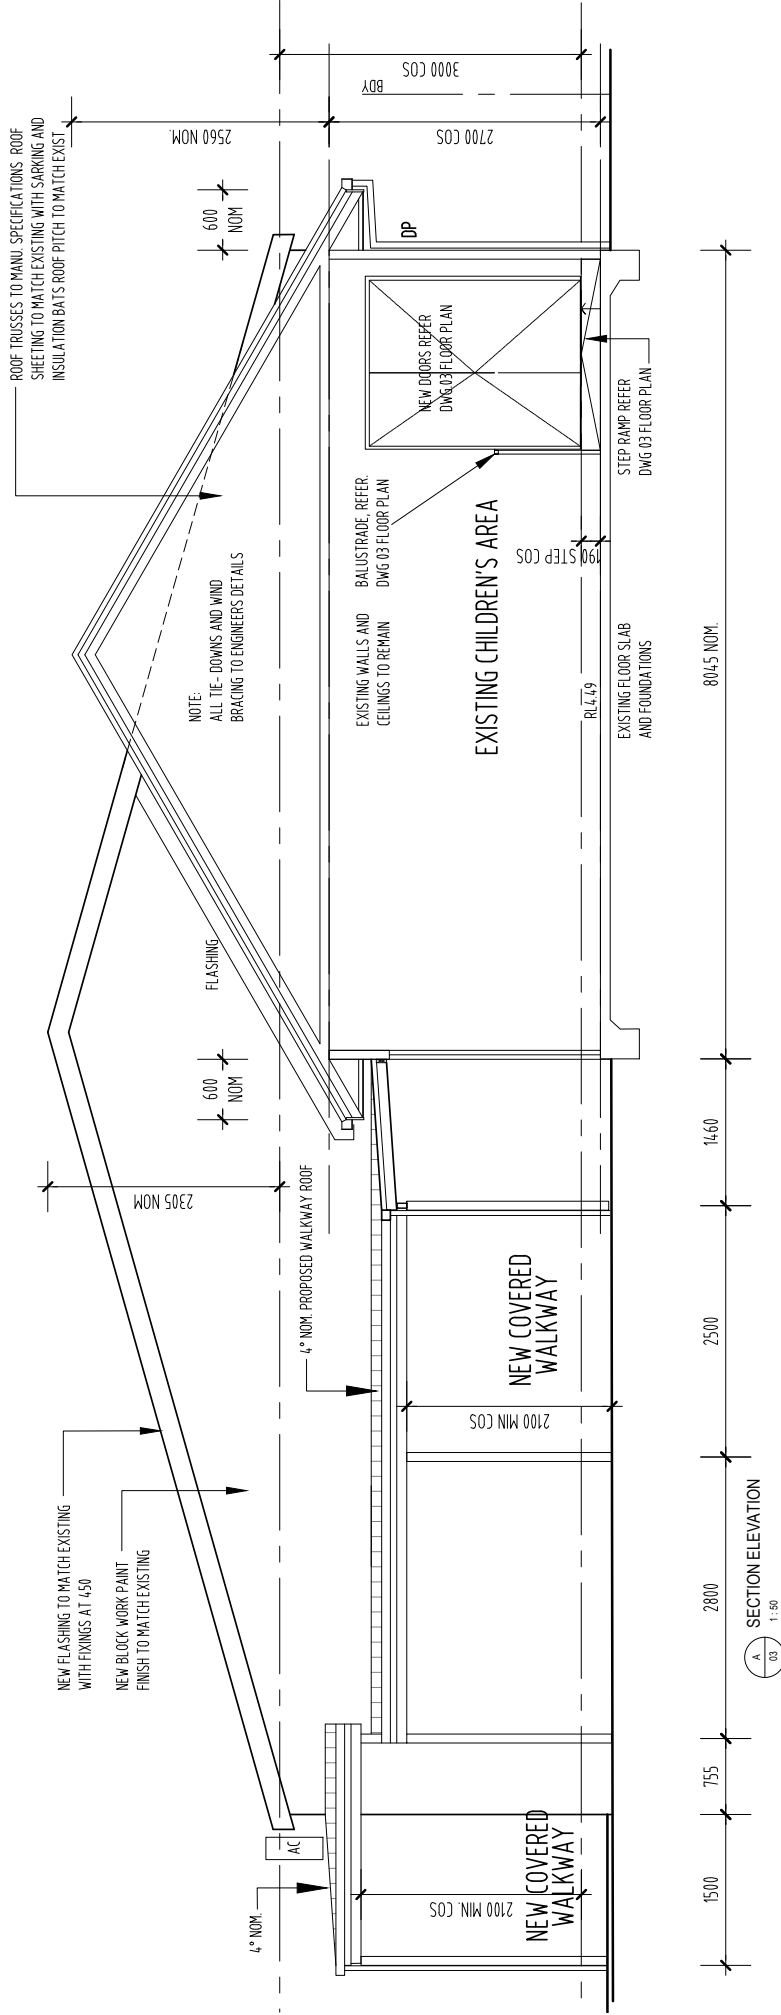 NEW FLASHING TO MATCH EXISTING
WITH FIXINGS AT 450
NEW BLOCK WORK PAINT
FINISH TO MATCH EXISTING
ROOF TRUSSES TO MANU. SPECIFICATIONS ROOF
SHEETING TO MATCH EXISTING WITH SARKING AND
INSULATION BATS ROOF PITCH TO MATCH EXIST
2305 NOM
2560 NOM.
NOTE:
ALL TIE- DOWNS AND WIND
BRACING TO ENGINEERS DETAILS
FLASHING
600
NOM
600
NOM
4° NOM.
AC
4° NOM. PROPOSED WALKWAY ROOF
EXISTING WALLS AND
CEILINGS TO REMAIN
BALUSTRADE, REFER.
DWG 03 FLOOR PLAN
NEW DOORS REFER
DWG 03 FLOOR PLAN
DP
BDY
3000 COS
2700 COS
2100 MIN. COS
NEW COVERED
WALKWAY
2100 MIN COS
NEW COVERED
WALKWAY
EXISTING CHILDREN'S AREA
190 STEP COS
RL4.49
EXISTING FLOOR SLAB
AND FOUNDATIONS
STEP RAMP REFER
DWG 03 FLOOR PLAN
1500
755
2800
2500
1460
8045 NOM.
A
03
SECTION ELEVATION
1 : 50